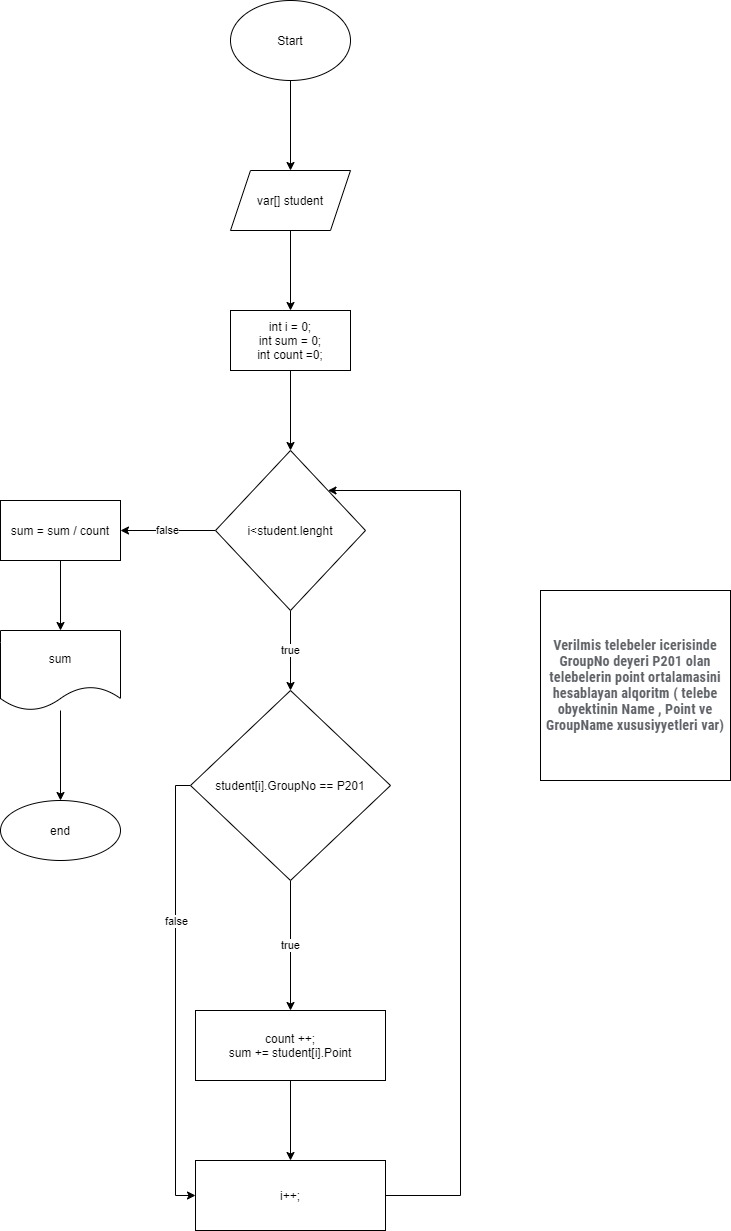 Start
var[] student
int i = 0;
int sum = 0;
int count =0;
i<student.lenght
false
sum = sum / count
sum
end
true
student[i].GroupNo == P201
false
true
count ++;
sum += student[i].Point
i++;
Verilmis telebeler icerisinde
GroupNo deyeri P201 olan
telebelerin point ortalamasini
hesablayan alqoritm ( telebe
obyektinin Name , Point ve
GroupName xususiyyetleri var)